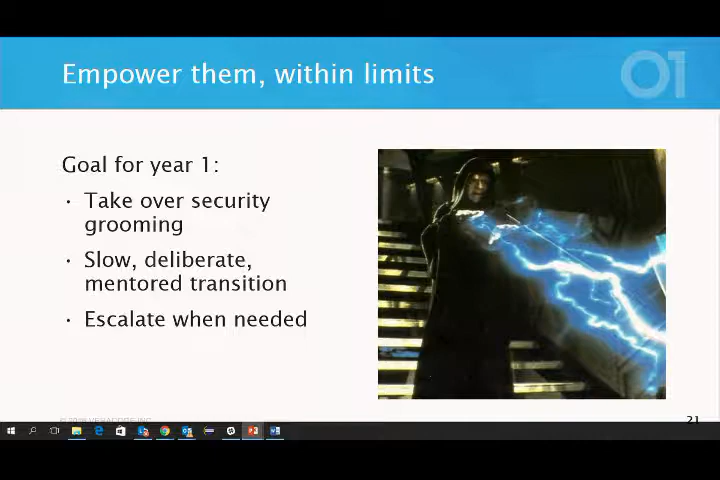 Empower them, within limits
01
Goal for year 1:
· Take over security
grooming
· Slow, deliberate,
mentored transition
· Escalate when needed
21